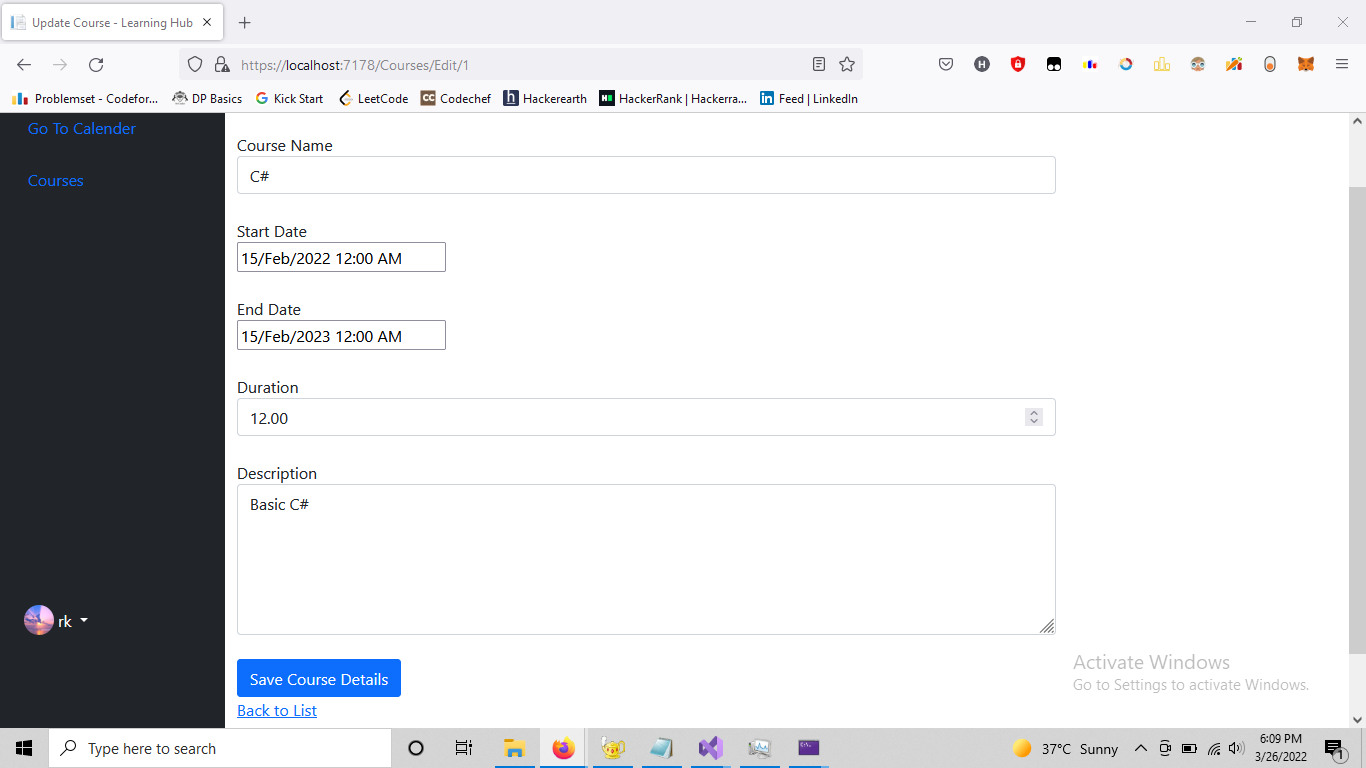 Update Course - Learning Hub
https://localhost:7178/Courses/Edit/1
Problemset - Codefor... DP Basics Kick Start LeetCode Codechef Hackerearth HackerRank | Hackerra... Feed | LinkedIn
Go To Calender
Courses
rk
Course Name
C#
Start Date
15/Feb/2022 12:00 AM
End Date
15/Feb/2023 12:00 AM
Duration
12.00
Description
Basic C#
Save Course Details
Back to List
Activate Windows
Go to Settings to activate Windows.
Type here to search
37°C Sunny
6:09 PM
3/26/2022
1